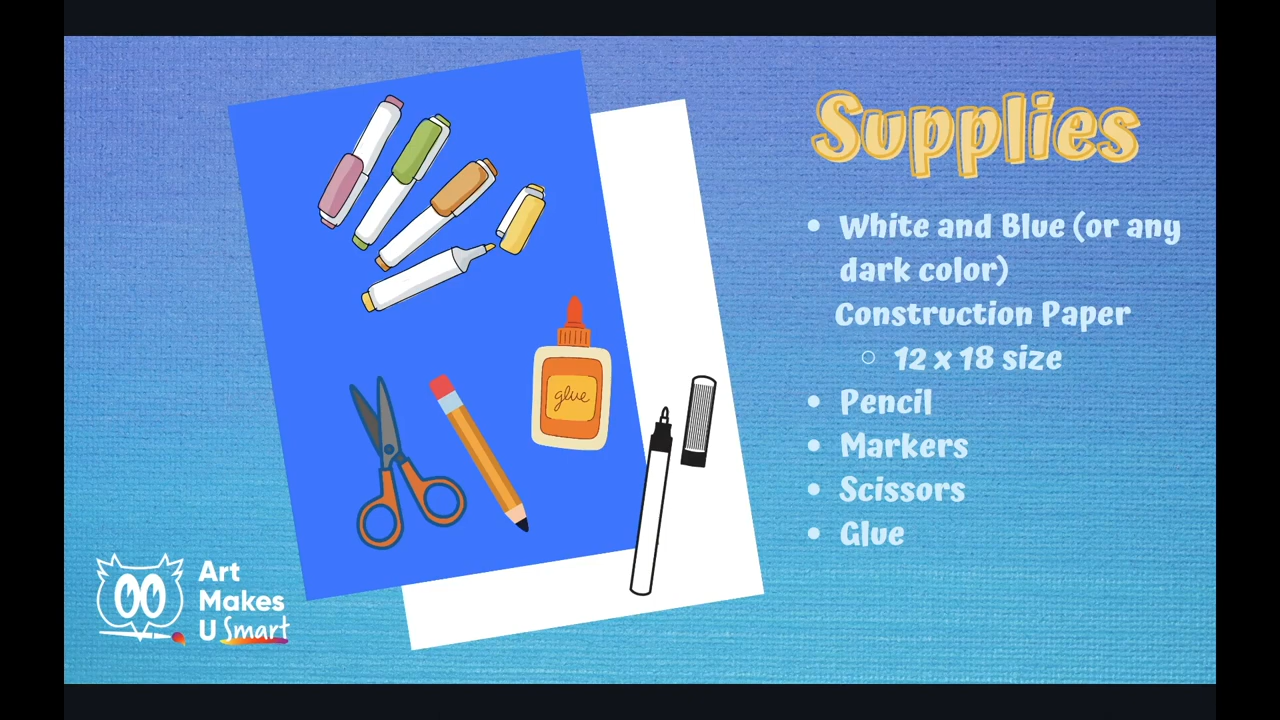 Supplies
White and Blue (or any
dark color)
Construction Paper
12 x 18 size
Pencil
Markers
Scissors
Glue
glue
Art
Makes
U Smart